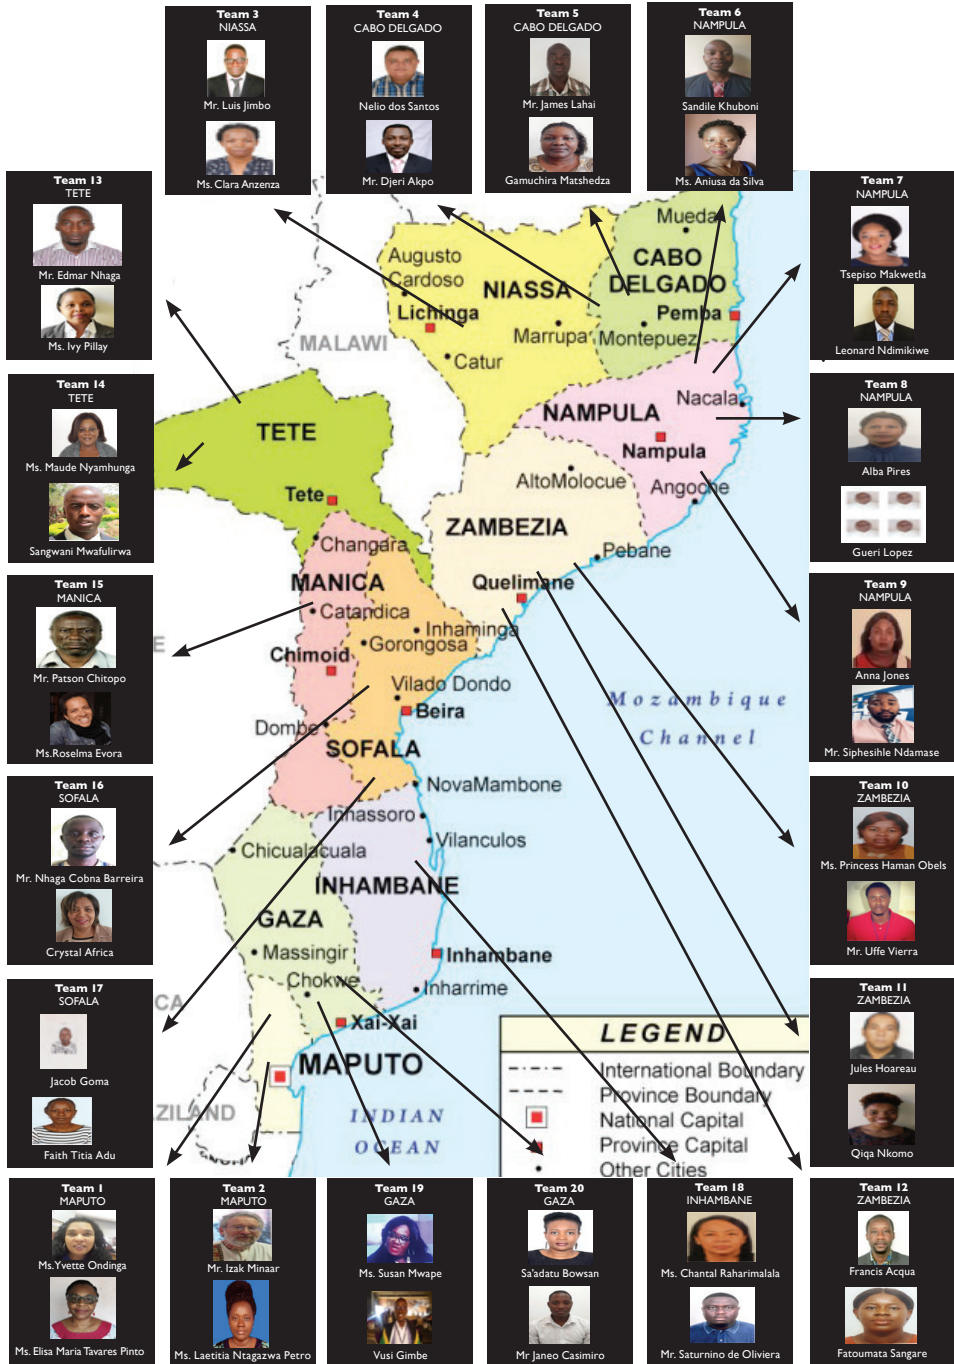 Team 3
NIASSA
Mr. Luis Jimbo
Ms. Clara Anzenza
Team 4
CABO DELGADO
Nelio dos Santos
Mr. Djeri Akpo
Team 5
CABO DELGADO
Mr. James Lahai
Gamuchira Matshedza
Team 6
NAMPULA
Sandile Khuboni
Ms. Aniusa da Silva
Team 13
TETE
Mr. Edmar Nhaga
Ms. Ivy Pillay
Team 7
NAMPULA
Tsepiso Makwetla
Leonard Ndimikiwe
Team 14
TETE
Ms. Maude Nyamhunga
Sangwani Mwafulirwa
Team 8
NAMPULA
Alba Pires
Gueri Lopez
Team 15
MANICA
Mr. Patson Chitopo
Ms.Roselma Evora
Team 9
NAMPULA
Anna Jones
Mr. Siphesihle Ndamase
Team 16
SOFALA
Mr. Nhaga Cobna Barreira
Crystal Africa
Team 10
ZAMBEZIA
Ms. Princess Haman Obels
Mr. Uffe Vierra
Team 17
SOFALA
Jacob Goma
Faith Titia Adu
Team 11
ZAMBEZIA
Jules Hoareau
Qiqa Nkomo
Mueda
Augusto
Cardoso
CABO
DELGADO
NIASSA
Lichinga
Pemba
MALAWI
Marrupa
Montepuez
Catur
Nacala
NAMPULA
TETE
Nampula
AltoMolocue
Angoche
Tete
ZAMBEZIA
Changara
Pebane
MANICA
Quelimane
Catandica
Inhaminga
E
Gorongosa
Chimoid
Vilado Dondo
Mozambique
Channel
Beira
Dombe
SOFALA
NovaMambone
Inhassoro
Vilanculos
Chicualacuala
INHAMBANE
GAZA
Massingir
Inhambane
Chokwe
Inharrime
CA
Xai-Xai
MAPUTO
ZILAND
INDIAN
OCEAN
LEGEND
International Boundary
Province Boundary
National Capital
Province Capital
Other Cities
Team 1
MAPUTO
Ms.Yvette Ondinga
Ms. Elisa Maria Tavares Pinto
Team 2
MAPUTO
Mr. Izak Minaar
Ms. Laetitia Ntagazwa Petro
Team 19
GAZA
Ms. Susan Mwape
Vusi Gimbe
Team 20
GAZA
Sa'adatu Bowsan
Mr Janeo Casimiro
Team 18
INHAMBANE
Ms. Chantal Raharimalala
Mr. Saturnino de Oliviera
Team 12
ZAMBEZIA
Francis Acqua
Fatoumata Sangare